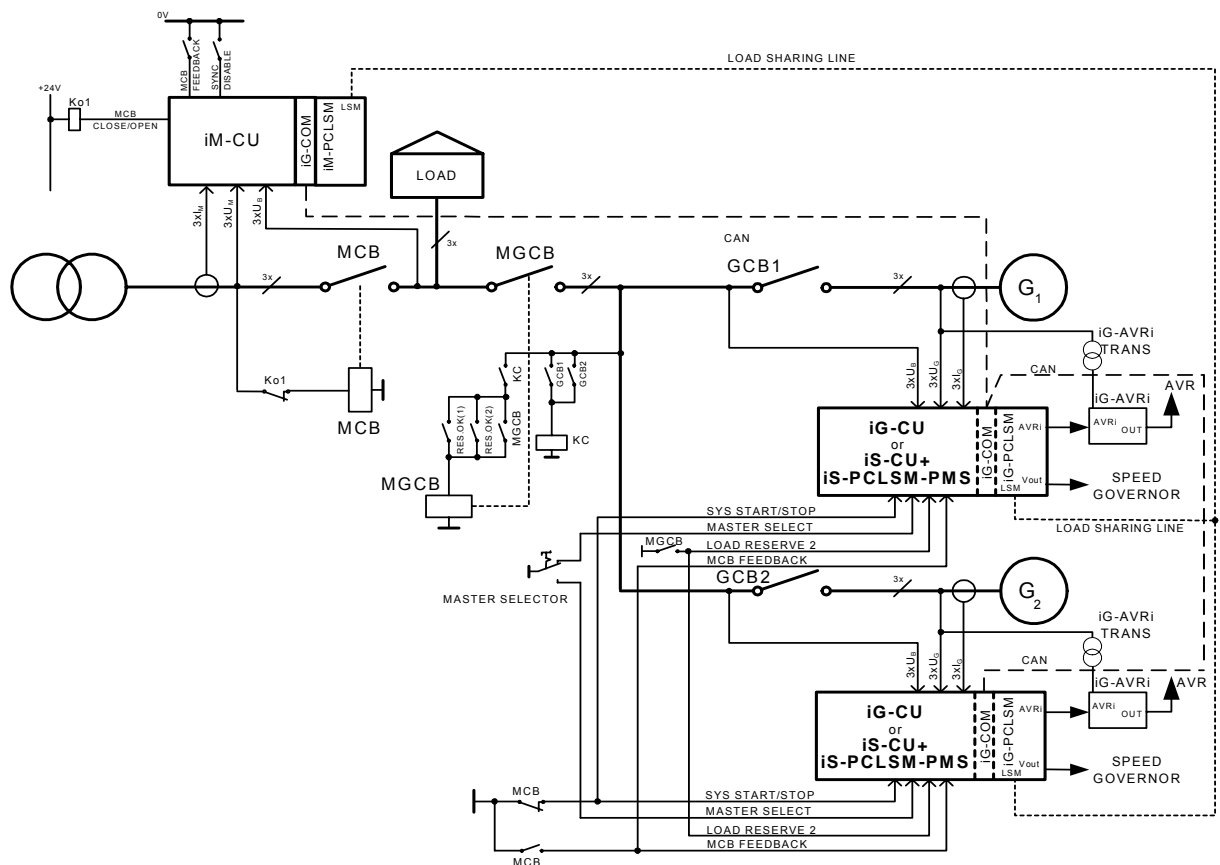 0V
MCB
FEEDBACK
SYNC
DISABLE
LOAD SHARING LINE
+24V
Ko1
MCB
CLOSE/OPEN
iM-CU
iG-COM
iM-PCLSM
LSM
LOAD
3xIM
3xUM
3xUB
3x
CAN
MCB
MGCB
GCB1
3x
3x
3x
G1
iG-AVRi
TRANS
CAN
Ko1
MCB
KC
GCB1
GCB2
RES.OK(1)
RES.OK(2)
MGCB
KC
MGCB
3xUB
3xUG
3xIG
iG-AVRi
AVR
iG-CU
or
iS-CU+
iS-PCLSM-PMS
iG-COM
iG-PCLSM
AVRi
LSM
Vout
AVRi
OUT
SPEED
GOVERNOR
SYS START/STOP
MASTER SELECT
MGCB
LOAD RESERVE 2
MCB FEEDBACK
LOAD SHARING LINE
MASTER SELECTOR
GCB2
3x
G2
iG-AVRi
TRANS
CAN
3xUB
3xUG
3xIG
iG-AVRi
AVR
iG-CU
or
iS-CU+
iS-PCLSM-PMS
iG-COM
iG-PCLSM
AVRi
LSM
Vout
AVRi
OUT
SPEED
GOVERNOR
MCB
SYS START/STOP
MASTER SELECT
LOAD RESERVE 2
MCB FEEDBACK
MCB